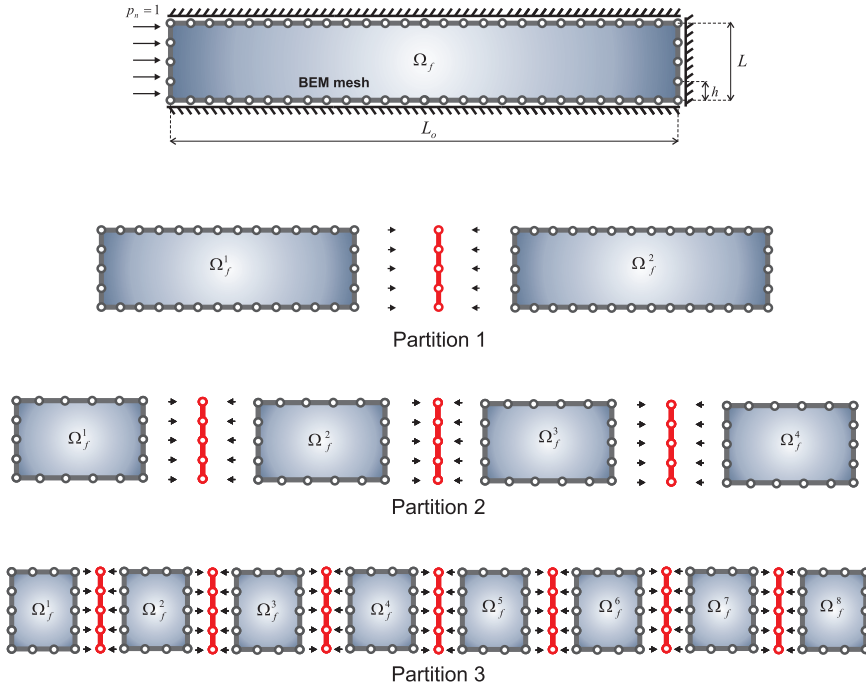 pₙ = 1
Ω_f
BEM mesh
L
h
Lₒ
Ω_f^1
Ω_f^2
Partition 1
Ω_f^1
Ω_f^2
Ω_f^3
Ω_f^4
Partition 2
Ω_f^1
Ω_f^2
Ω_f^3
Ω_f^4
Ω_f^5
Ω_f^6
Ω_f^7
Ω_f^8
Partition 3